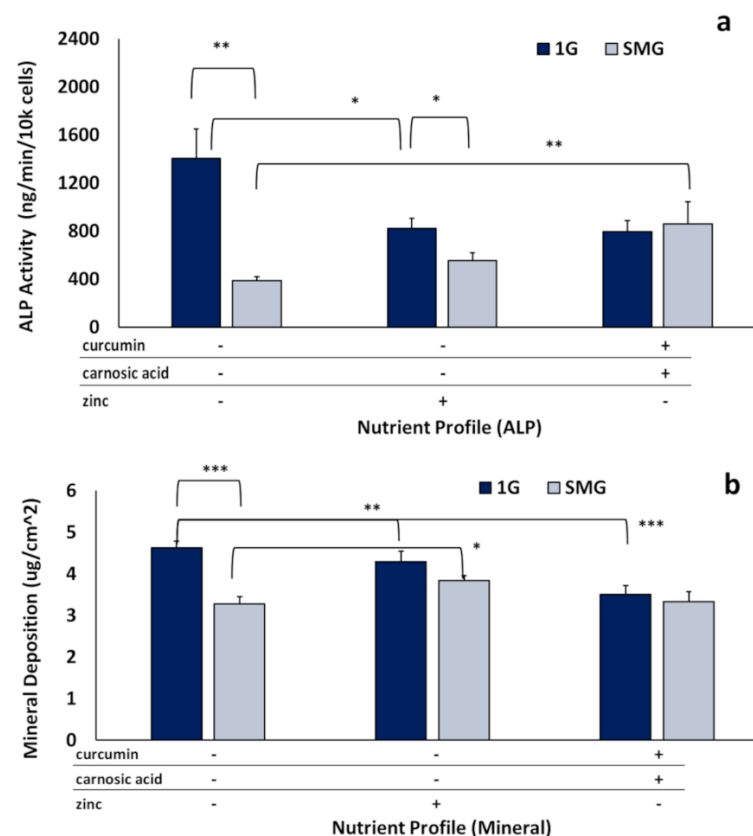 a
2400
1G SMG
**
2000
* *
1600
**
1200
800
400
0
ALP Activity (ng/min/10k cells)
curcumin - - +
carnosic acid - - +
zinc - + -
Nutrient Profile (ALP)
b
6
*** 1G SMG
5
** ***
*
4
3
2
1
0
Mineral Deposition (ug/cm^2)
curcumin - - +
carnosic acid - - +
zinc - + -
Nutrient Profile (Mineral)